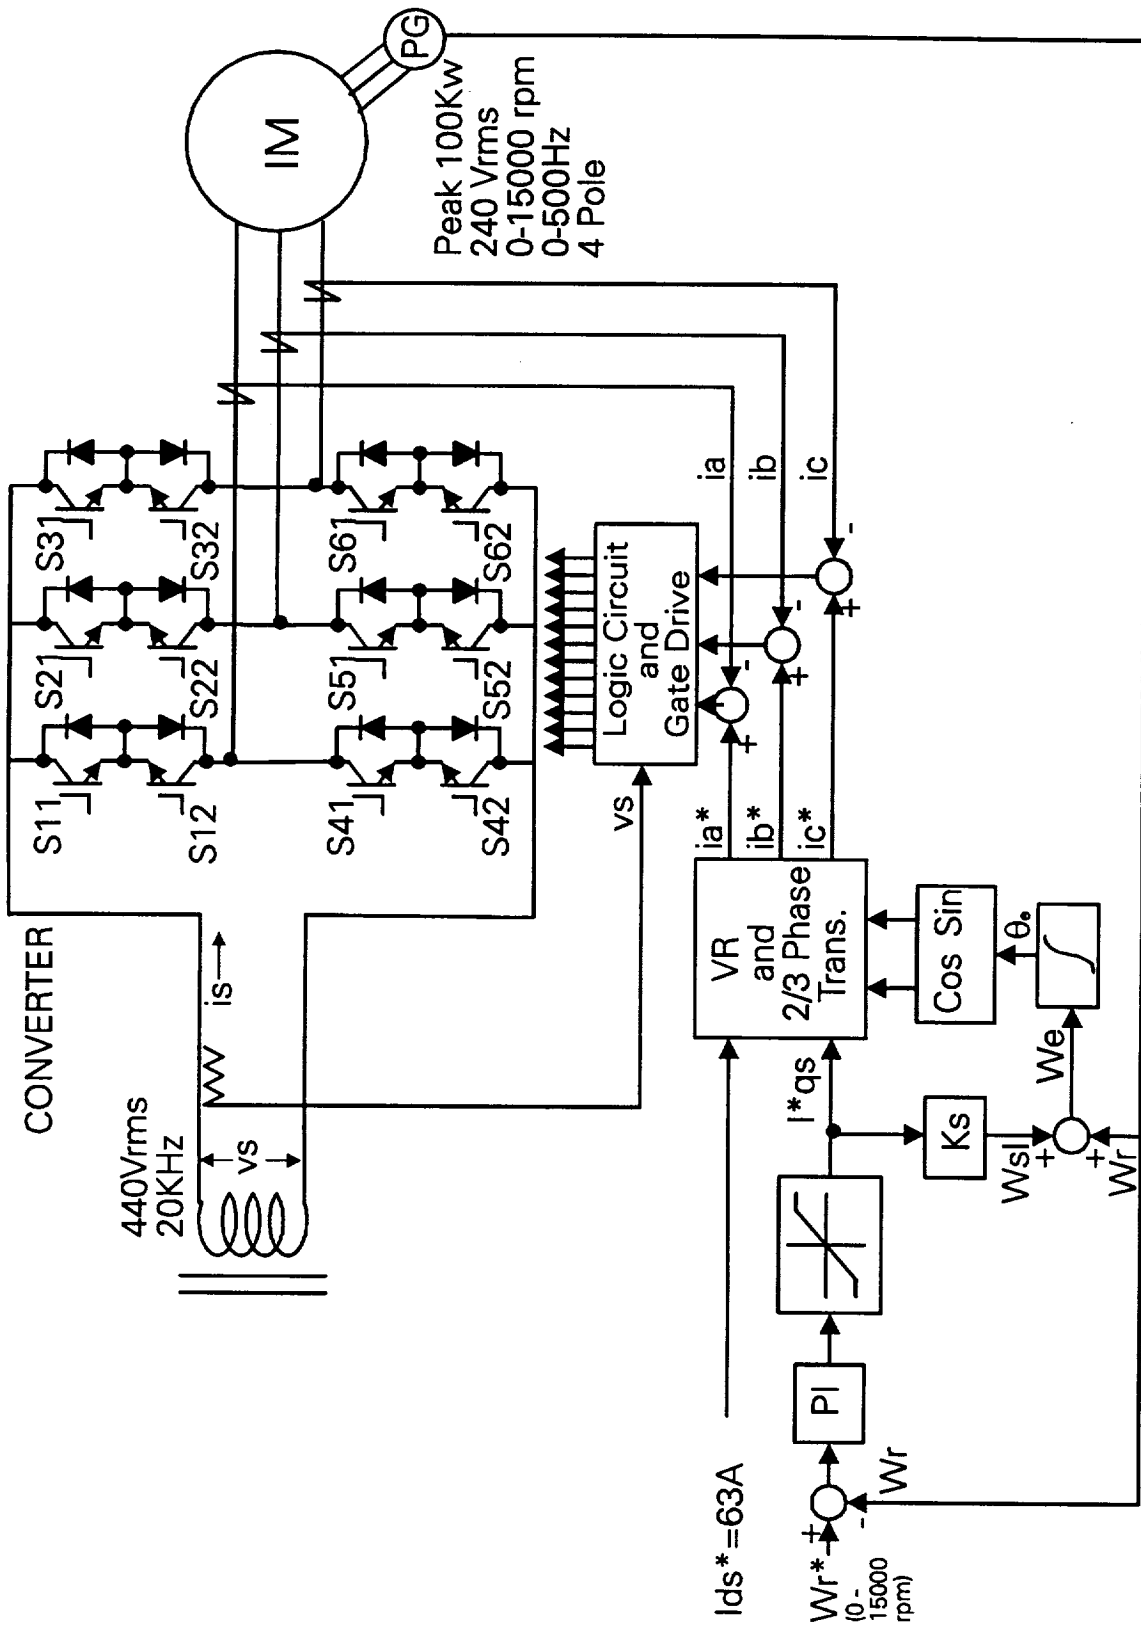 CONVERTER
440Vrms
20KHz
vs
is
S11
S12
S21
S22
S31
S32
S41
S42
S51
S52
S61
S62
IM
PG
Peak 100Kw
240 Vrms
0-15000 rpm
0-500Hz
4 Pole
vs
Logic Circuit
and
Gate Drive
ia
ib
ic
+
-
+
-
+
-
ia*
ib*
ic*
Ids*=63A
VR
and
2/3 Phase
Trans.
I*qs
Cos Sin
θe
We
Ks
Wsl
+
+
Wr
PI
Wr*
(0 -
15000
rpm)
+
-
Wr